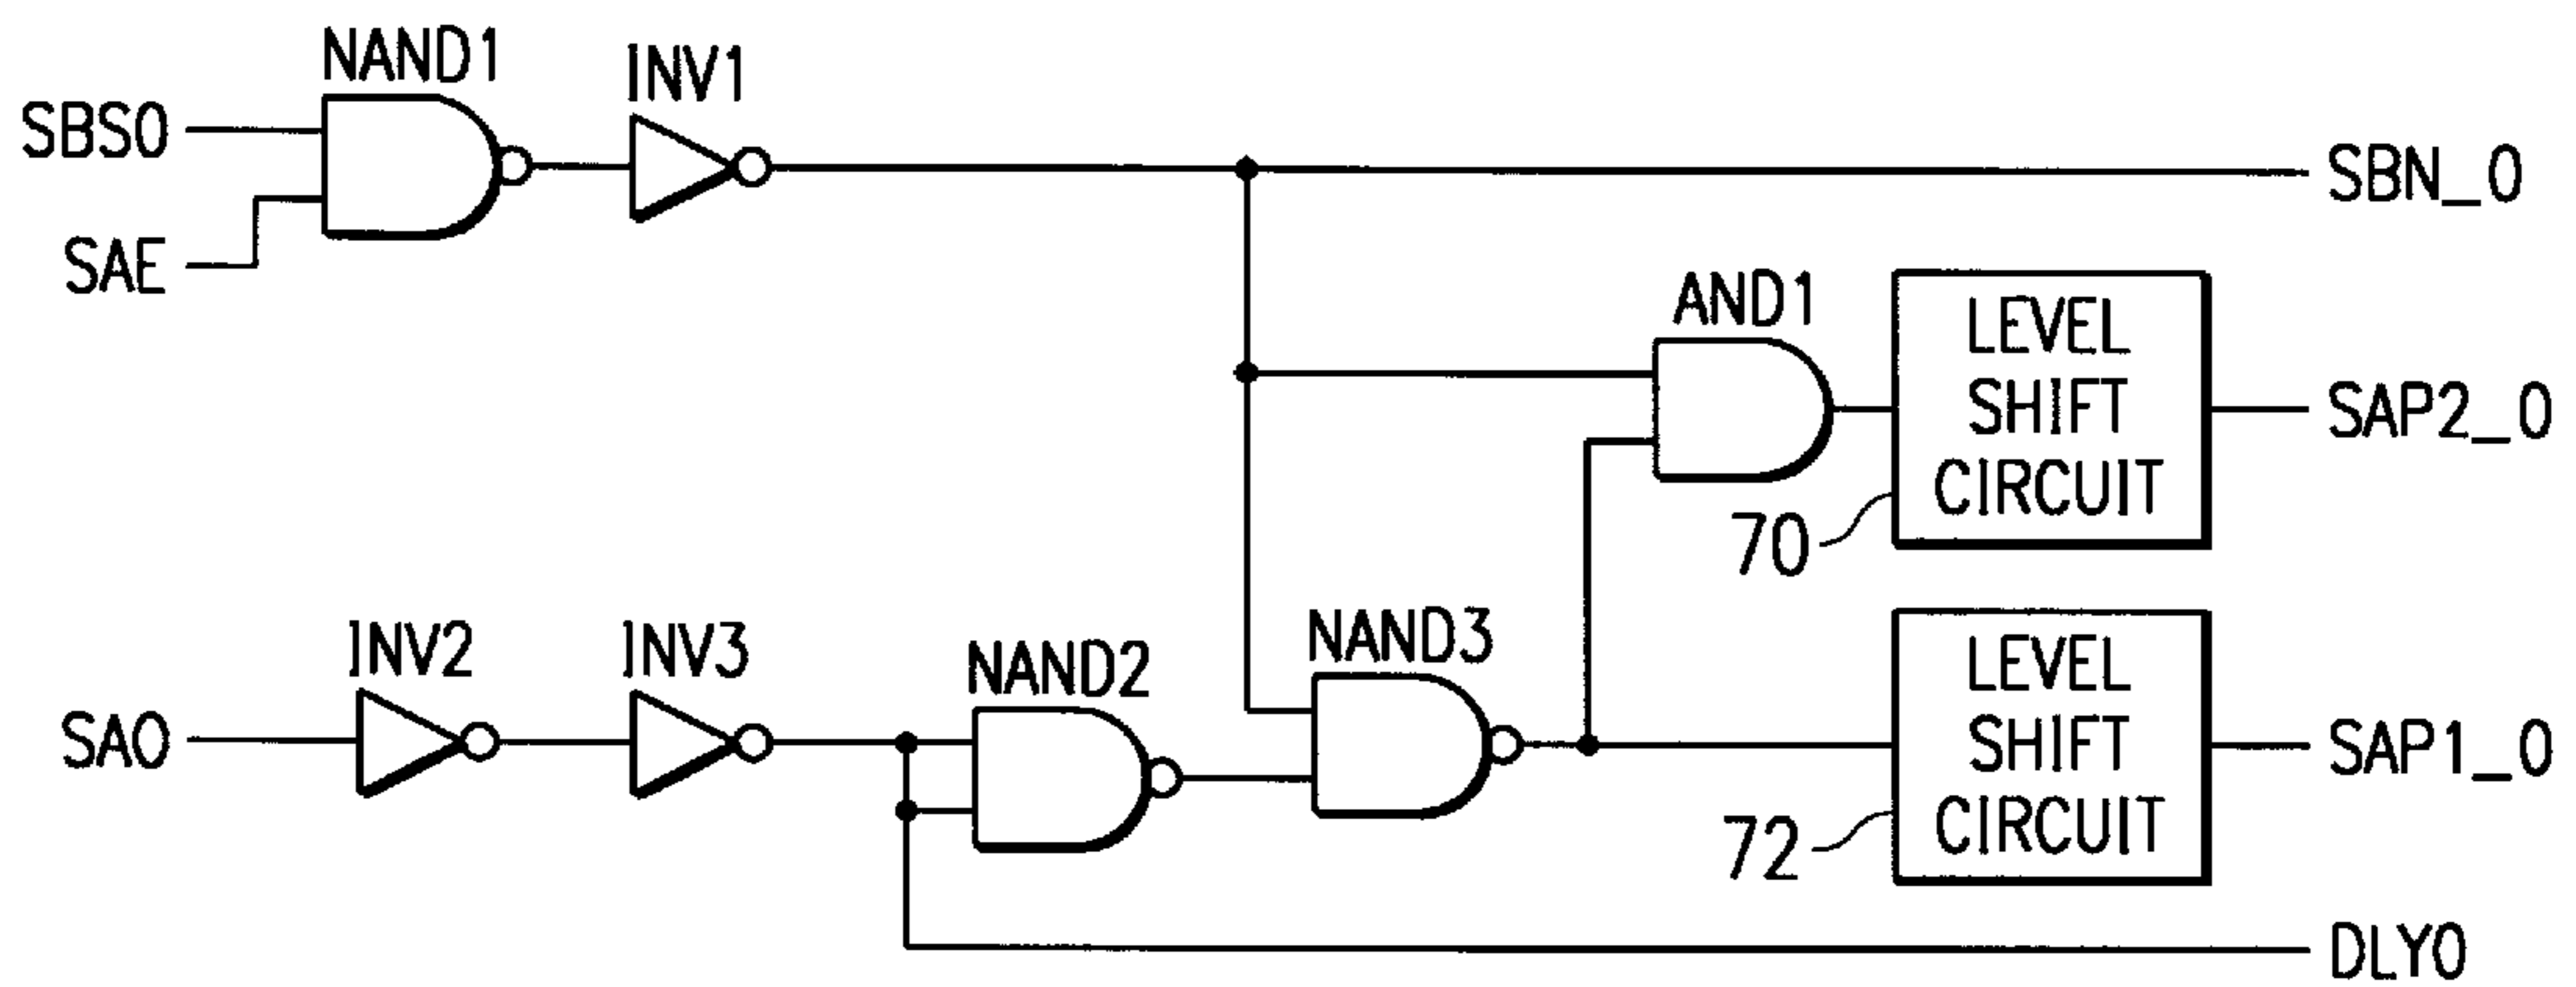 NAND1
INV1
SBS0
SAE
SBN_0
AND1
LEVEL
SHIFT
CIRCUIT
SAP2_0
70
INV2
INV3
NAND2
NAND3
LEVEL
SHIFT
CIRCUIT
SA0
SAP1_0
72
DLY0